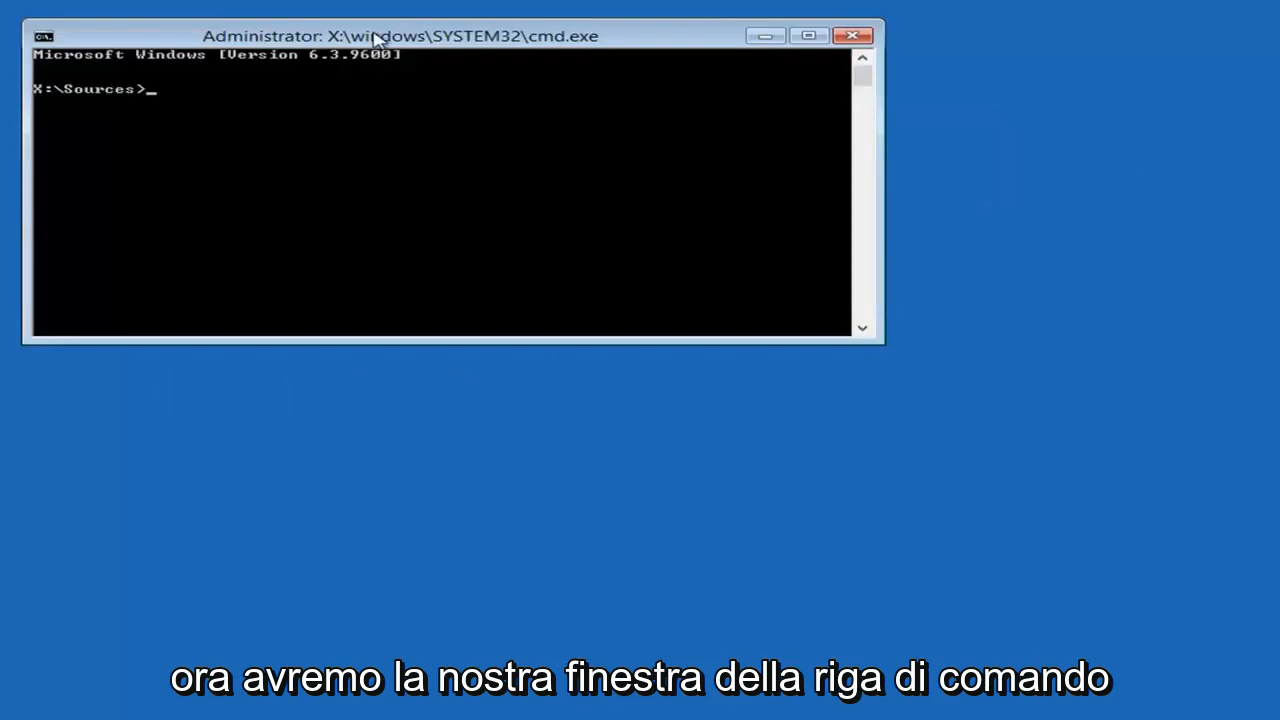 Administrator: X:\windows\SYSTEM32\cmd.exe
Microsoft Windows [Version 6.3.9600]
X:\Sources>_
ora avremo la nostra finestra della riga di comando